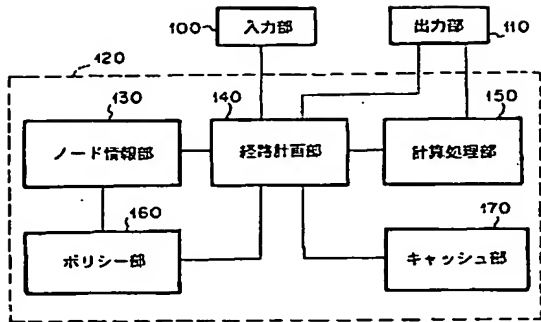 100
入力部
出力部
110
120
130
140
150
ノード情報部
経路計画部
計算処理部
160
170
ポリシー部
キャッシュ部